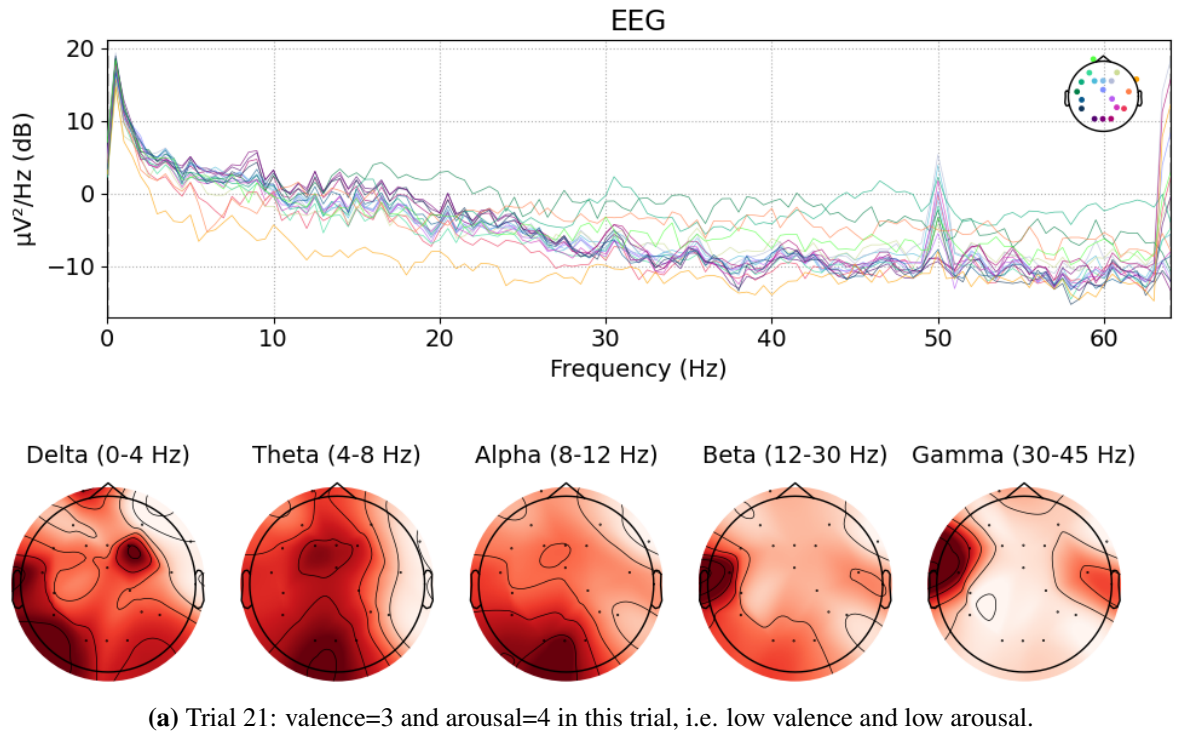 EEG
μV²/Hz (dB)
20
10
0
−10
0 10 20 30 40 50 60
Frequency (Hz)
Delta (0-4 Hz) Theta (4-8 Hz) Alpha (8-12 Hz) Beta (12-30 Hz) Gamma (30-45 Hz)
(a) Trial 21: valence=3 and arousal=4 in this trial, i.e. low valence and low arousal.